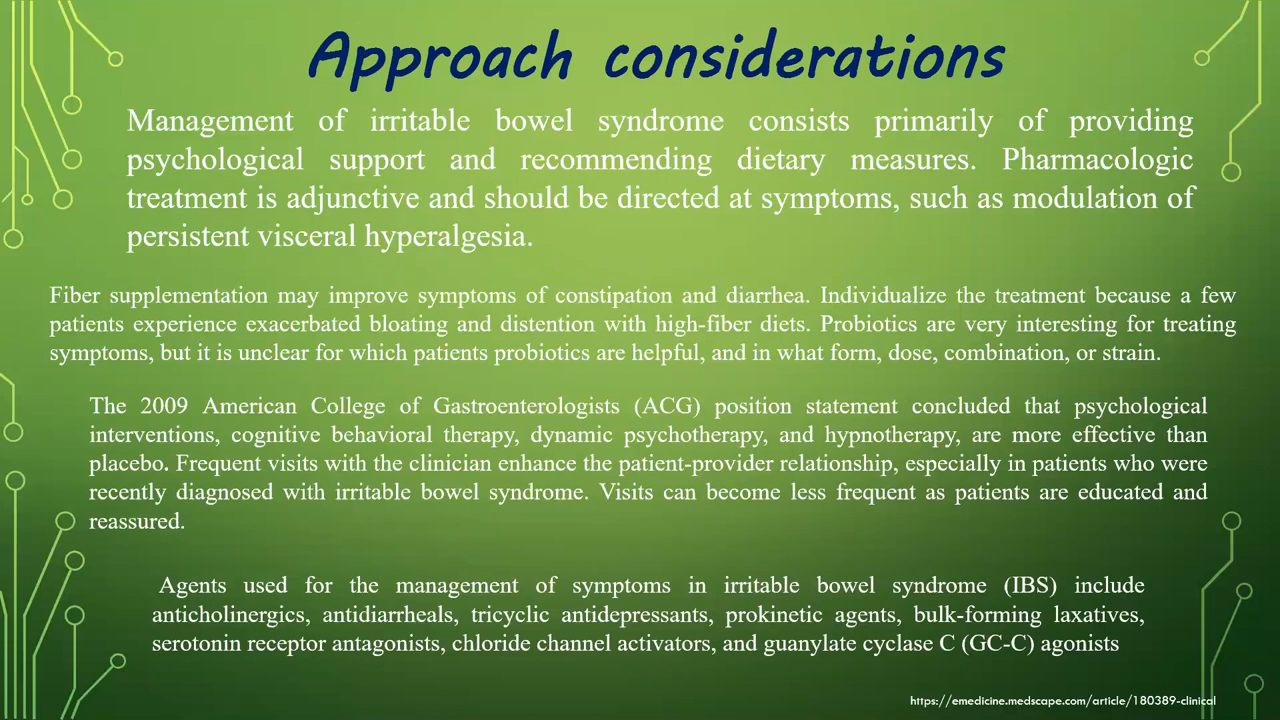 Approach considerations
Management of irritable bowel syndrome consists primarily of providing
psychological support and recommending dietary measures. Pharmacologic
treatment is adjunctive and should be directed at symptoms, such as modulation of
persistent visceral hyperalgesia.
Fiber supplementation may improve symptoms of constipation and diarrhea. Individualize the treatment because a few
patients experience exacerbated bloating and distention with high-fiber diets. Probiotics are very interesting for treating
symptoms, but it is unclear for which patients probiotics are helpful, and in what form, dose, combination, or strain.
The 2009 American College of Gastroenterologists (ACG) position statement concluded that psychological
interventions, cognitive behavioral therapy, dynamic psychotherapy, and hypnotherapy, are more effective than
placebo. Frequent visits with the clinician enhance the patient-provider relationship, especially in patients who were
recently diagnosed with irritable bowel syndrome. Visits can become less frequent as patients are educated and
reassured.
Agents used for the management of symptoms in irritable bowel syndrome (IBS) include
anticholinergics, antidiarrheals, tricyclic antidepressants, prokinetic agents, bulk-forming laxatives,
serotonin receptor antagonists, chloride channel activators, and guanylate cyclase C (GC-C) agonists
https://emedicine.medscape.com/article/180389-clinical